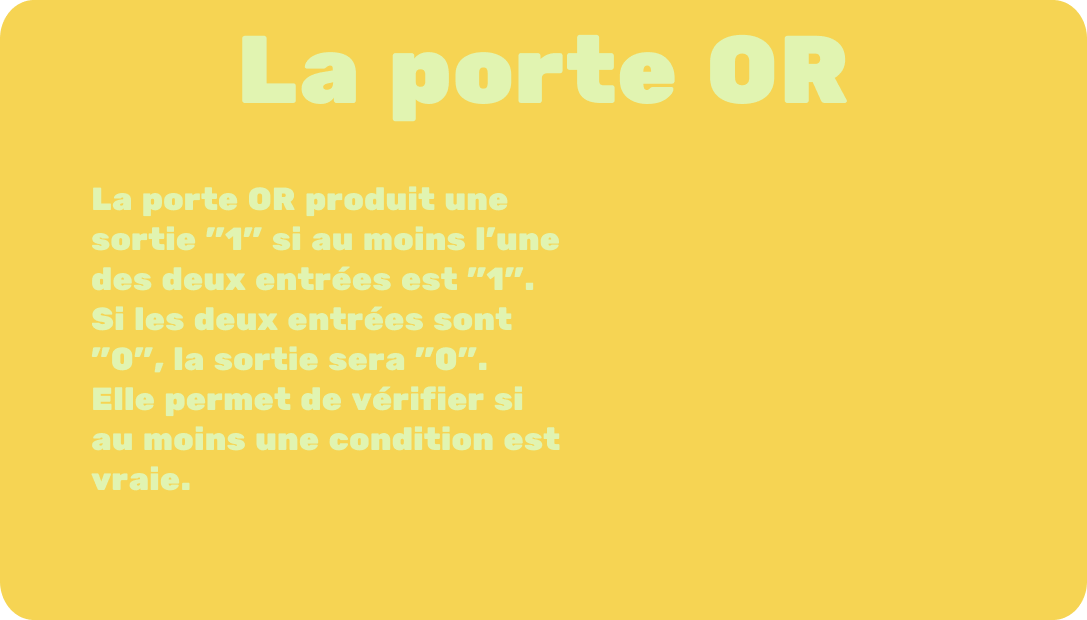 La porte OR
La porte OR produit une
sortie "1" si au moins l'une
des deux entrées est "1".
Si les deux entrées sont
"0", la sortie sera "0".
Elle permet de vérifier si
au moins une condition est
vraie.